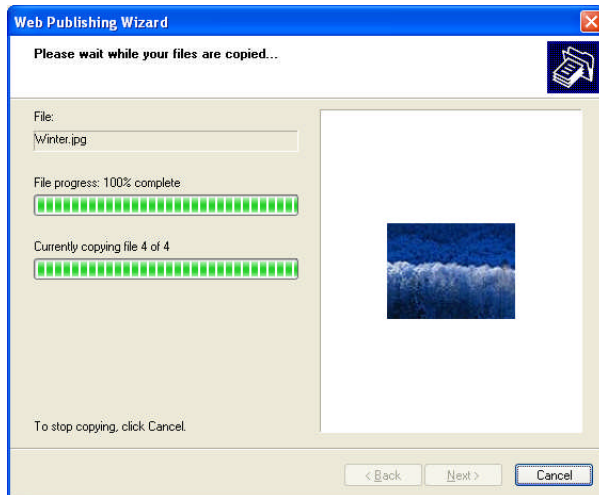 Web Publishing Wizard
Please wait while your files are copied...
File:
Winter.jpg
File progress: 100% complete
Currently copying file 4 of 4
To stop copying, click Cancel.
< Back Next > Cancel